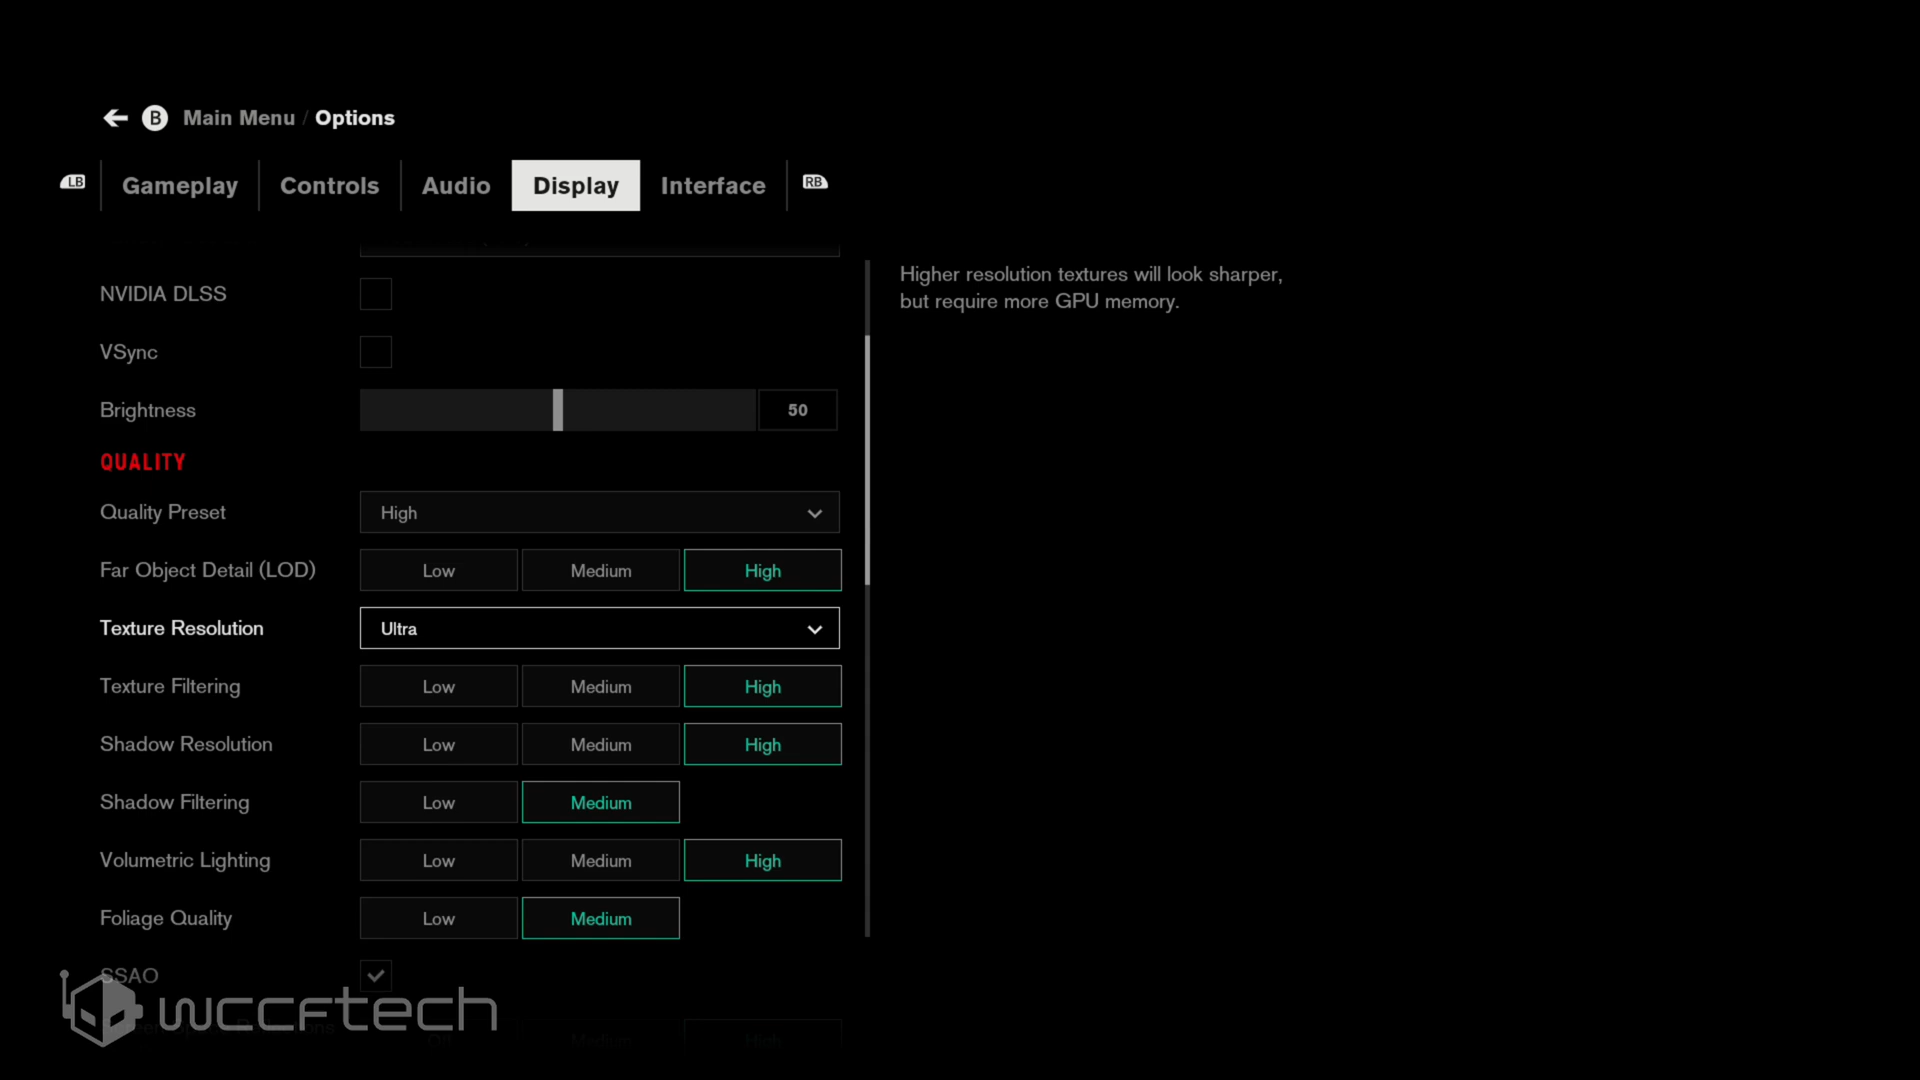 B Main Menu / Options
LB Gameplay Controls Audio Display Interface RB
NVIDIA DLSS
VSync
Brightness 50
QUALITY
Quality Preset High
Far Object Detail (LOD) Low Medium High
Texture Resolution Ultra
Texture Filtering Low Medium High
Shadow Resolution Low Medium High
Shadow Filtering Low Medium
Volumetric Lighting Low Medium High
Foliage Quality Low Medium
SSAO
Medium High
wccftech
Higher resolution textures will look sharper,
but require more GPU memory.